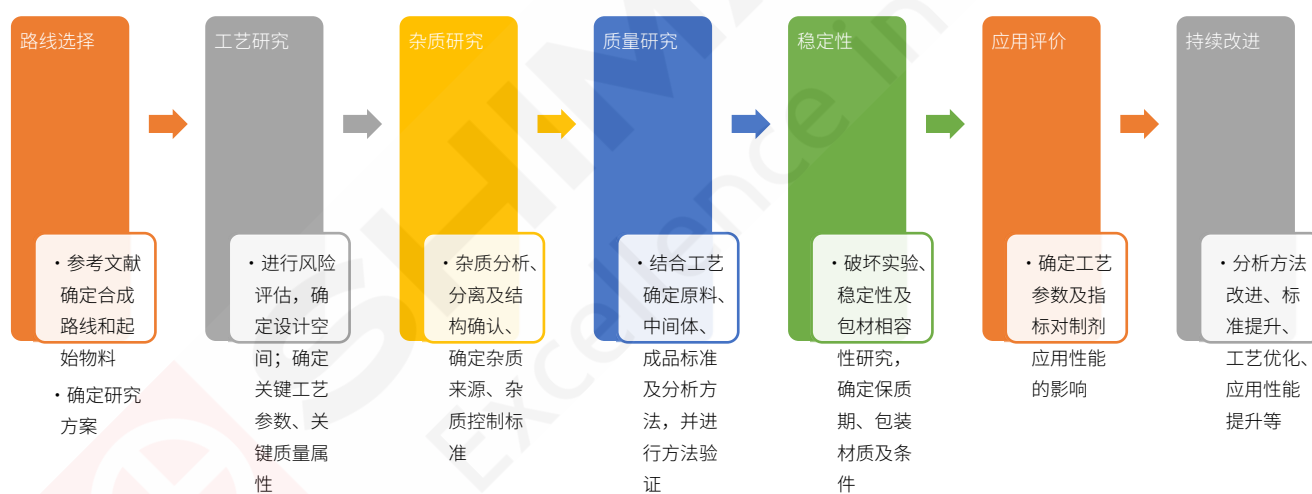 路线选择
• 参考文献
确定合成
路线和起
始物料
• 确定研究
方案
工艺研究
• 进行风险
评估，确
定设计空
间；确定
关键工艺
参数、关
键质量属
性
杂质研究
• 杂质分析、
分离及结
构确认、
确定杂质
来源、杂
质控制标
准
质量研究
• 结合工艺
确定原料、
中间体、
成品标准
及分析方
法，并进
行方法验
证
稳定性
• 破坏实验、
稳定性及
包材相容
性研究，
确定保质
期、包装
材质及条
件
应用评价
• 确定工艺
参数及指
标对制剂
应用性能
的影响
持续改进
• 分析方法
改进、标
准提升、
工艺优化、
应用性能
提升等
Excellence in